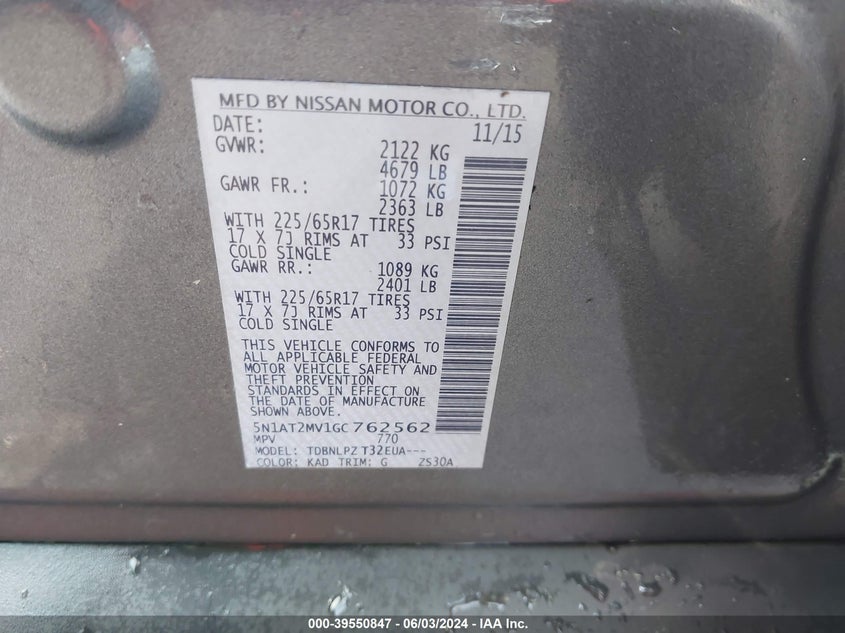 MFD BY NISSAN MOTOR CO., LTD.
DATE: 11/15
GVWR: 2122 KG
4679 LB
GAWR FR.: 1072 KG
2363 LB
WITH 225/65R17 TIRES
17 X 7J RIMS AT 33 PSI
COLD SINGLE
GAWR RR.: 1089 KG
2401 LB
WITH 225/65R17 TIRES
17 X 7J RIMS AT 33 PSI
COLD SINGLE
THIS VEHICLE CONFORMS TO
ALL APPLICABLE FEDERAL
MOTOR VEHICLE SAFETY AND
THEFT PREVENTION
STANDARDS IN EFFECT ON
THE DATE OF MANUFACTURE
SHOWN ABOVE.
5N1AT2MV1GC762562
MPV 770
MODEL: TDBNLPZ T32EUA---
COLOR: KAD TRIM: G ZS30A
000-39550847 - 06/03/2024 - IAA Inc.